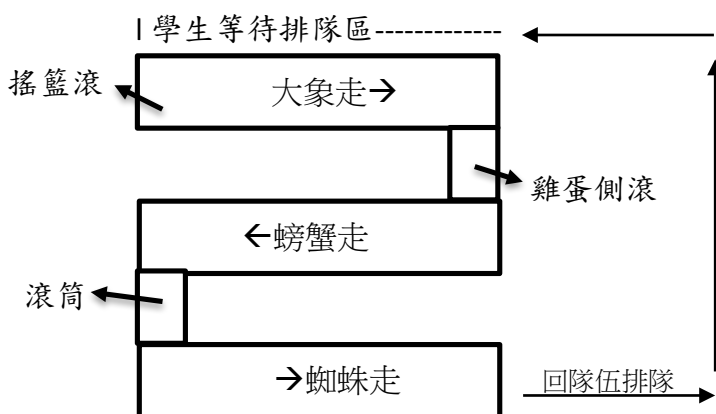 學生等待排隊區-------------
搖籃滾
大象走→
雞蛋側滾
←螃蟹走
滾筒
→蜘蛛走
回隊伍排隊